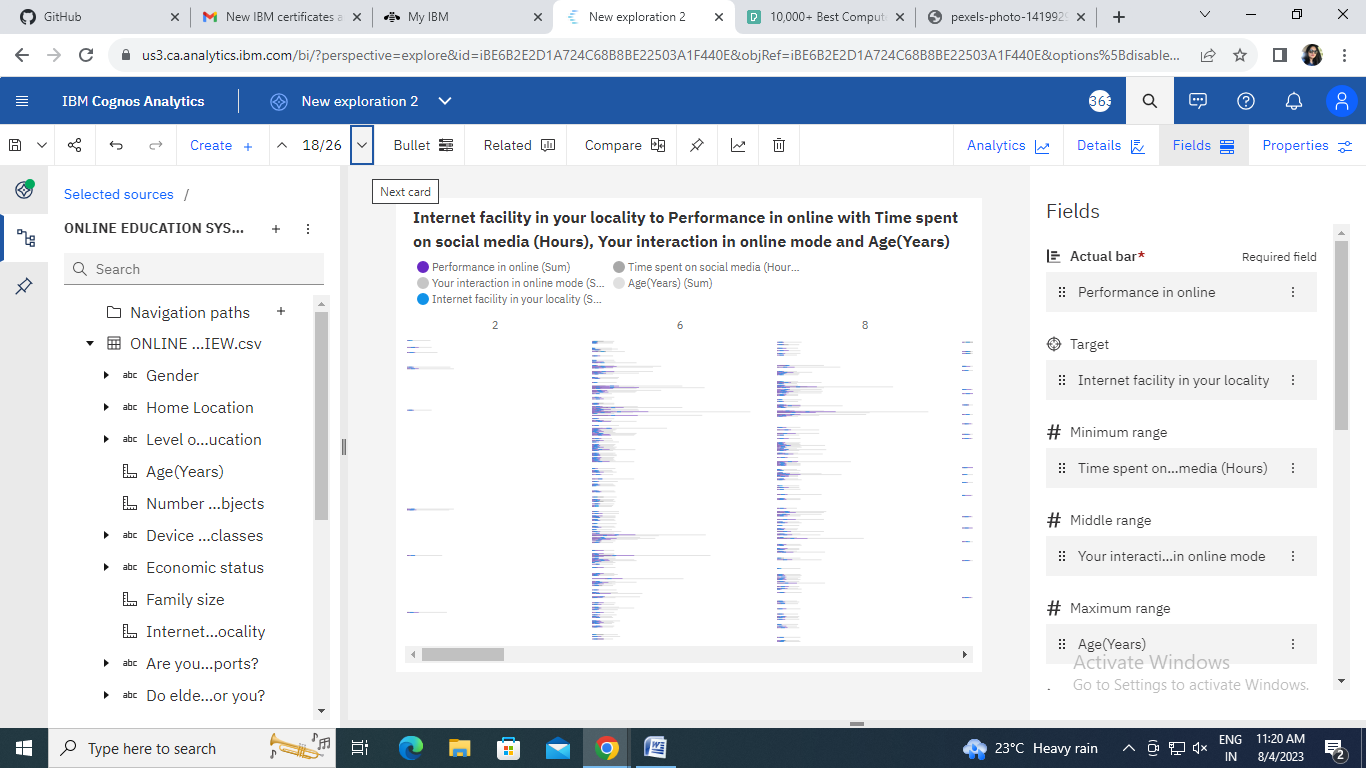 GitHub
New IBM certificates a
My IBM
New exploration 2
10,000+ Best Comput
pexels-photo-1419925
us3.ca.analytics.ibm.com/bi/?perspective=explore&id=iBE6B2E2D1A724C68B8BE22503A1F440E&objRef=iBE6B2E2D1A724C68B8BE22503A1F440E&options%5Bdisable...
IBM Cognos Analytics
New exploration 2
363
Create +
18/26
Bullet
Related
Compare
Analytics
Details
Fields
Properties
Next card
Selected sources /
ONLINE EDUCATION SYS...
Search
Navigation paths
ONLINE ...IEW.csv
abc Gender
abc Home Location
abc Level o...ucation
Age(Years)
Number ...bjects
abc Device ...classes
abc Economic status
Family size
Internet...ocality
abc Are you...ports?
abc Do elde...or you?
Internet facility in your locality to Performance in online with Time spent
on social media (Hours), Your interaction in online mode and Age(Years)
Performance in online (Sum)
Time spent on social media (Hour...
Your interaction in online mode (S...
Age(Years) (Sum)
Internet facility in your locality (S...
2 6 8
Fields
Actual bar* Required field
Performance in online
Target
Internet facility in your locality
# Minimum range
Time spent on...media (Hours)
# Middle range
Your interacti...in online mode
# Maximum range
Age(Years)
Activate Windows
Go to Settings to activate Windows.
Type here to search
23°C Heavy rain
ENG
IN
11:20 AM
8/4/2023
2